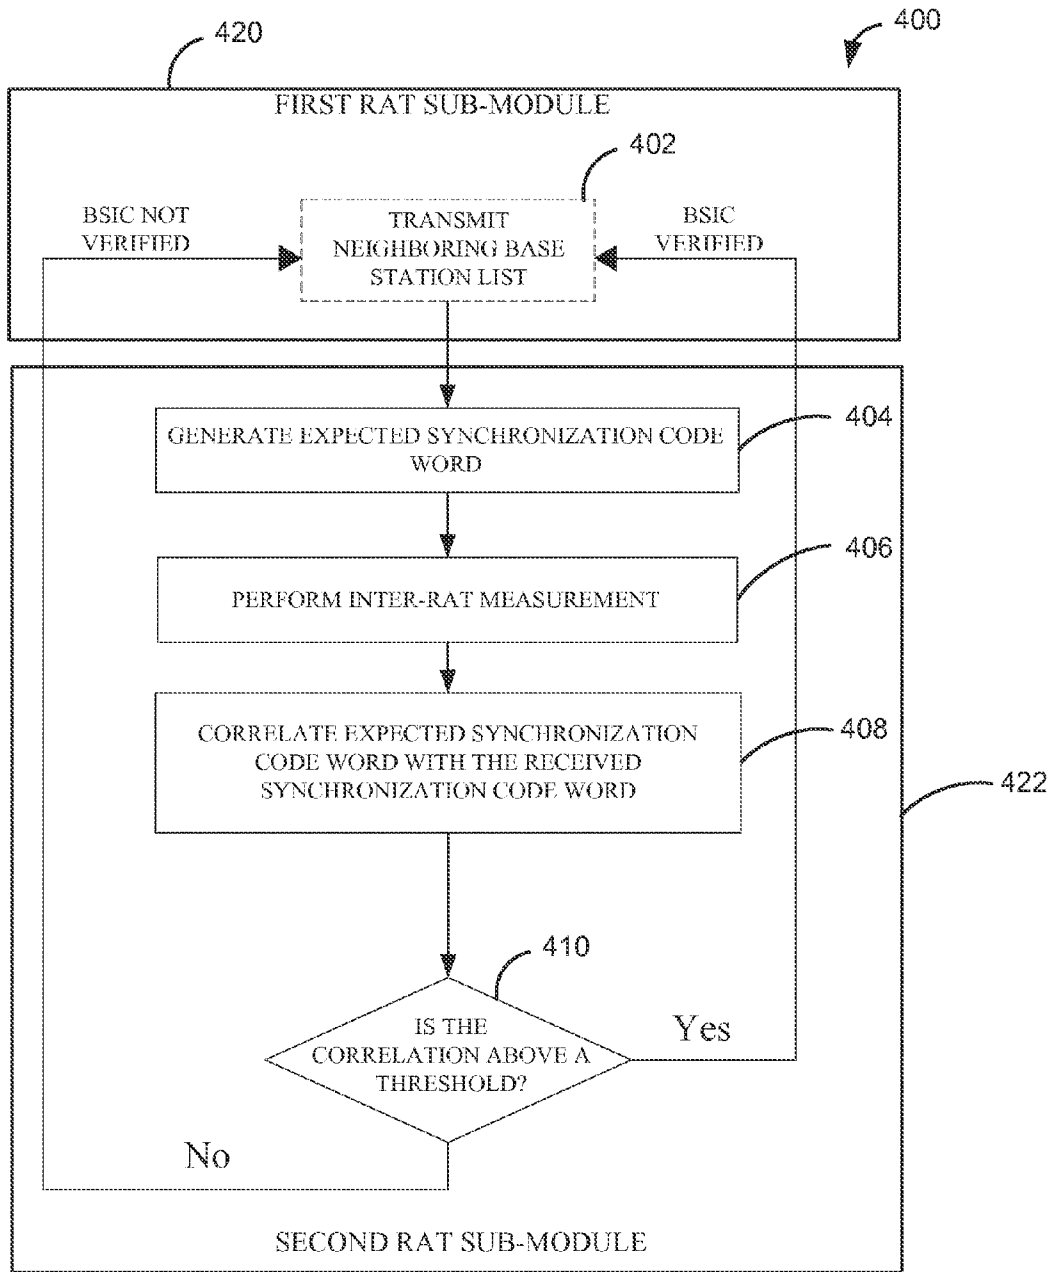 420
400
FIRST RAT SUB-MODULE
402
BSIC NOT
VERIFIED
TRANSMIT
NEIGHBORING BASE
STATION LIST
BSIC
VERIFIED
GENERATE EXPECTED SYNCHRONIZATION CODE
WORD
404
PERFORM INTER-RAT MEASUREMENT
406
CORRELATE EXPECTED SYNCHRONIZATION
CODE WORD WITH THE RECEIVED
SYNCHRONIZATION CODE WORD
408
422
410
IS THE
CORRELATION ABOVE A
THRESHOLD?
Yes
No
SECOND RAT SUB-MODULE